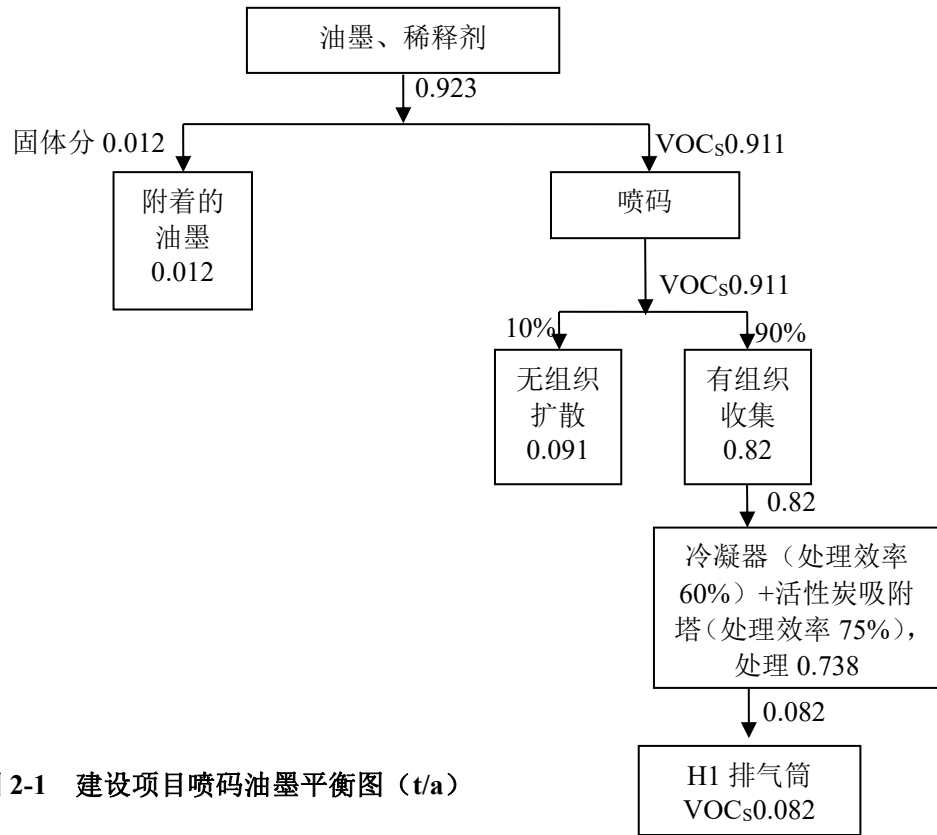 油墨、稀释剂
0.923
固体分 0.012
VOCS0.911
附着的
油墨
0.012
喷码
VOCS0.911
10%
90%
无组织
扩散
0.091
有组织
收集
0.82
0.82
冷凝器（处理效率
60%）+活性炭吸附
塔（处理效率 75%），
处理 0.738
0.082
H1 排气筒
VOCS0.082
2-1 建设项目喷码油墨平衡图（t/a）